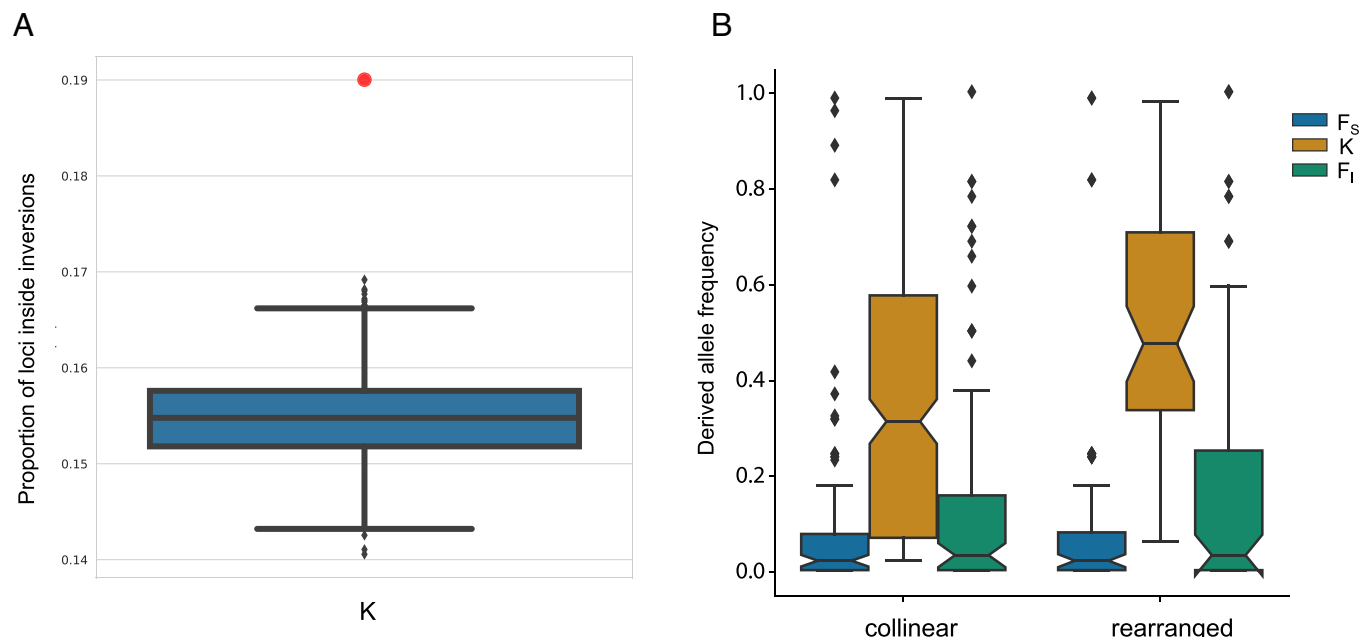 A
Proportion of loci inside inversions
0.19
0.18
0.17
0.16
0.15
0.14
K
B
Derived allele frequency
1.0
0.8
0.6
0.4
0.2
0.0
collinear
rearranged
FS
K
FI